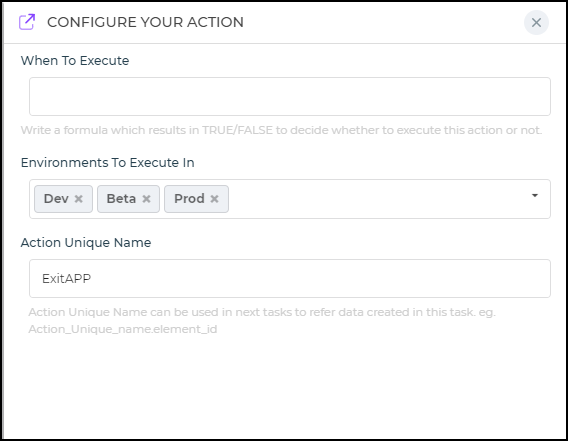 CONFIGURE YOUR ACTION
When To Execute
Write a formula which results in TRUE/FALSE to decide whether to execute this action or not.
Environments To Execute In
Dev × Beta × Prod ×
Action Unique Name
ExitAPP
Action Unique Name can be used in next tasks to refer data created in this task. eg.
Action_Unique_name.element_id